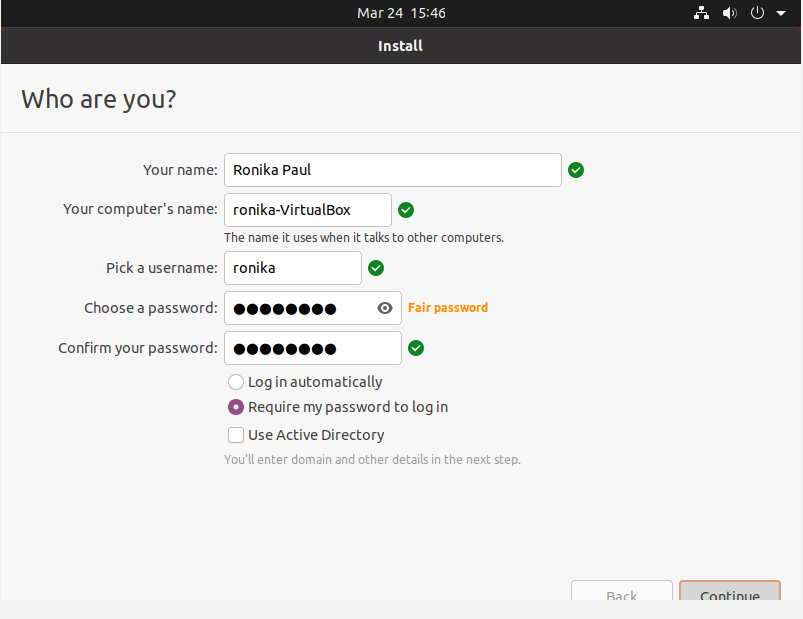 Mar 24 15:46
Install
Who are you?
Your name: Ronika Paul
Your computer's name: ronika-VirtualBox
The name it uses when it talks to other computers.
Pick a username: ronika
Choose a password: ●●●●●●●● Fair password
Confirm your password: ●●●●●●●●
Log in automatically
Require my password to log in
Use Active Directory
You'll enter domain and other details in the next step.
Back Continue